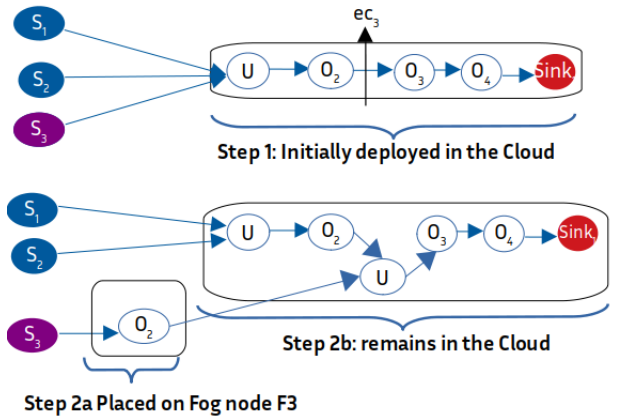 ec₃
S₁
S₂
S₃
U
O₂
O₃
O₄
Sink
Step 1: Initially deployed in the Cloud
S₁
S₂
S₃
U
O₂
U
O₃
O₄
Sink
O₂
Step 2b: remains in the Cloud
Step 2a Placed on Fog node F3